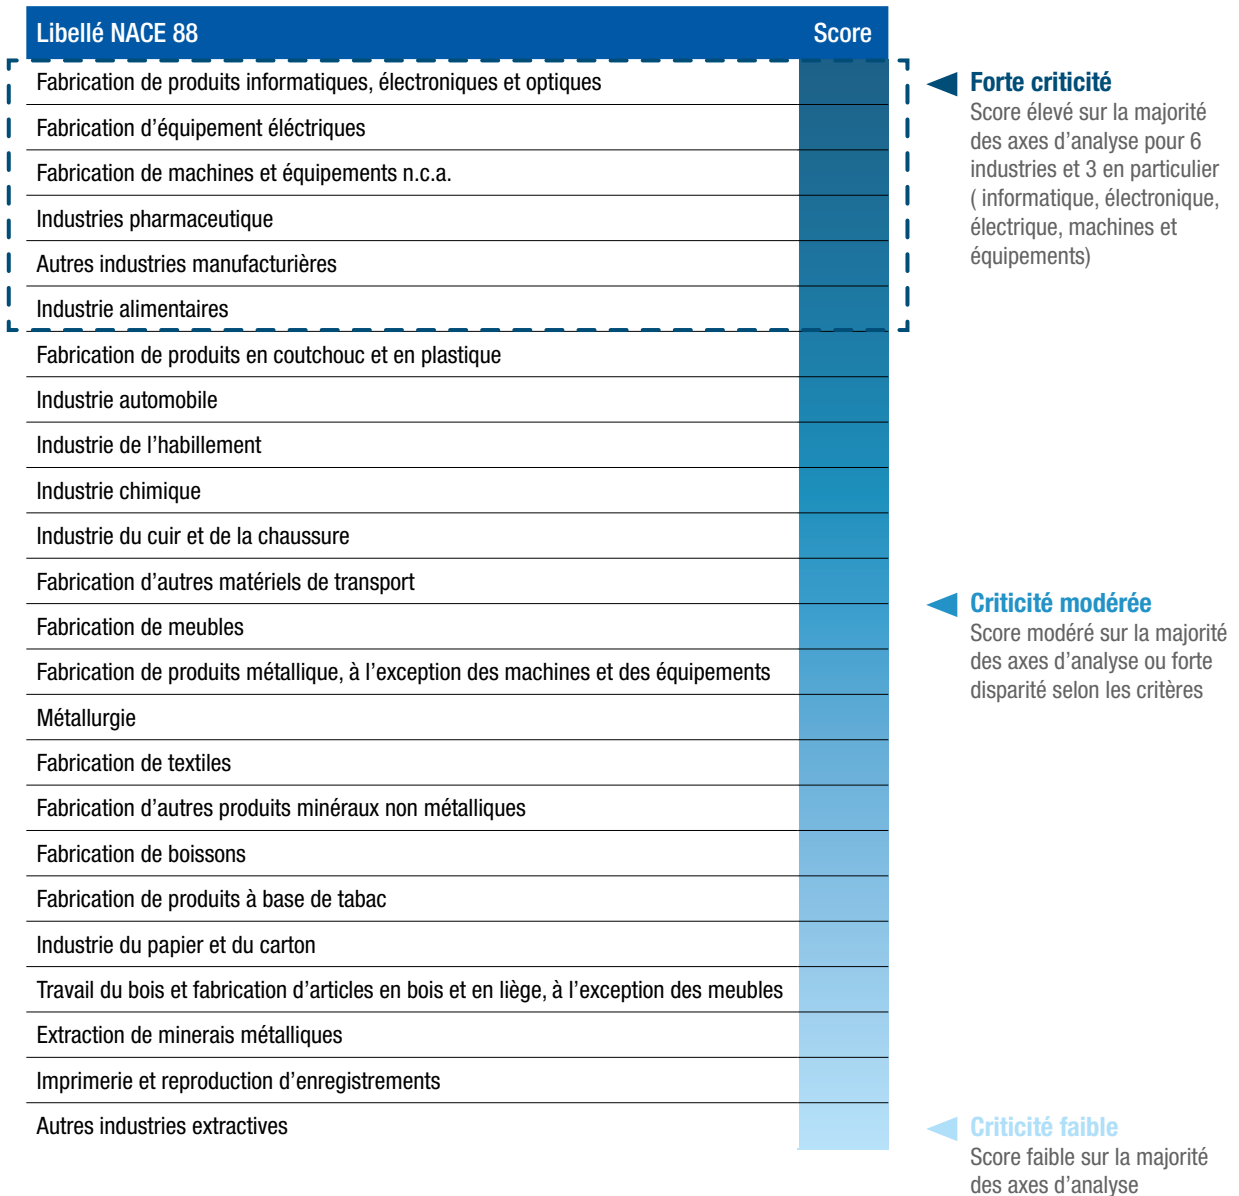 Libellé NACE 88 Score
Fabrication de produits informatiques, électroniques et optiques
Fabrication d’équipement éléctriques
Fabrication de machines et équipements n.c.a.
Industries pharmaceutique
Autres industries manufacturières
Industrie alimentaires
Fabrication de produits en coutchouc et en plastique
Industrie automobile
Industrie de l’habillement
Industrie chimique
Industrie du cuir et de la chaussure
Fabrication d’autres matériels de transport
Fabrication de meubles
Fabrication de produits métallique, à l’exception des machines et des équipements
Métallurgie
Fabrication de textiles
Fabrication d’autres produits minéraux non métalliques
Fabrication de boissons
Fabrication de produits à base de tabac
Industrie du papier et du carton
Travail du bois et fabrication d’articles en bois et en liège, à l’exception des meubles
Extraction de minerais métalliques
Imprimerie et reproduction d’enregistrements
Autres industries extractives
Forte criticité
Score élevé sur la majorité
des axes d’analyse pour 6
industries et 3 en particulier
( informatique, électronique,
électrique, machines et
équipements)
Criticité modérée
Score modéré sur la majorité
des axes d’analyse ou forte
disparité selon les critères
Criticité faible
Score faible sur la majorité
des axes d’analyse